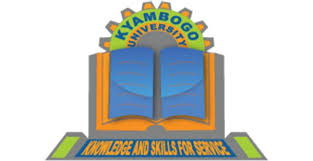 KYAMBOGO
UNIVERSITY
KNOWLEDGE AND SKILLS FOR SERVICE